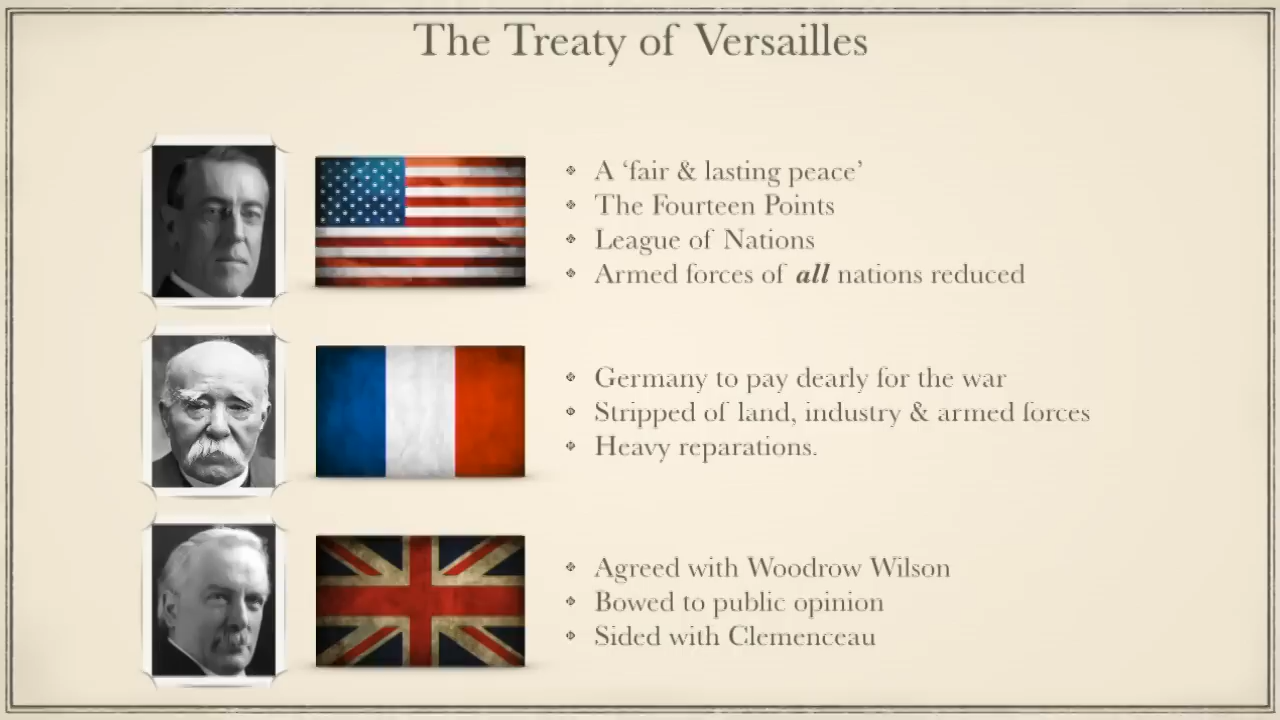 The Treaty of Versailles
❖ A ‘fair & lasting peace’
❖ The Fourteen Points
❖ League of Nations
❖ Armed forces of all nations reduced
❖ Germany to pay dearly for the war
❖ Stripped of land, industry & armed forces
❖ Heavy reparations.
❖ Agreed with Woodrow Wilson
❖ Bowed to public opinion
❖ Sided with Clemenceau